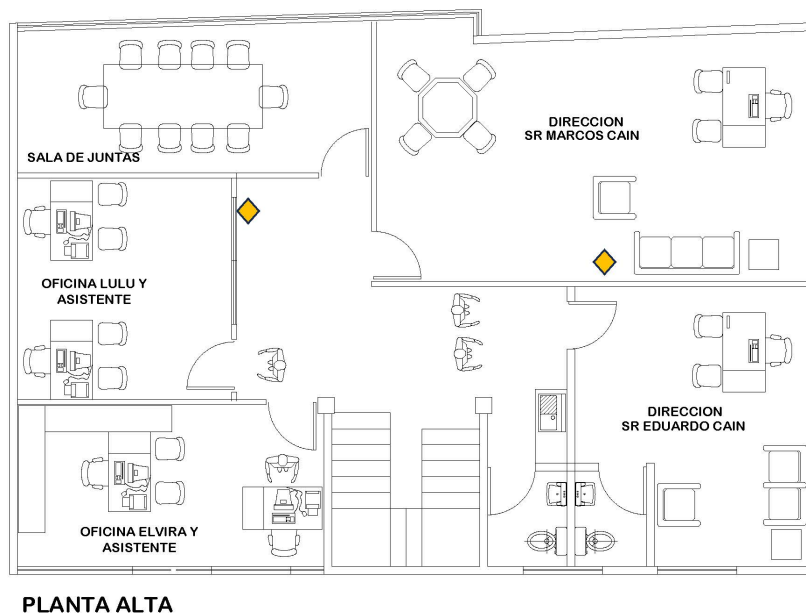 DIRECCION
SR MARCOS CAIN
SALA DE JUNTAS
OFICINA LULU Y
ASISTENTE
DIRECCION
SR EDUARDO CAIN
OFICINA ELVIRA Y
ASISTENTE
PLANTA ALTA